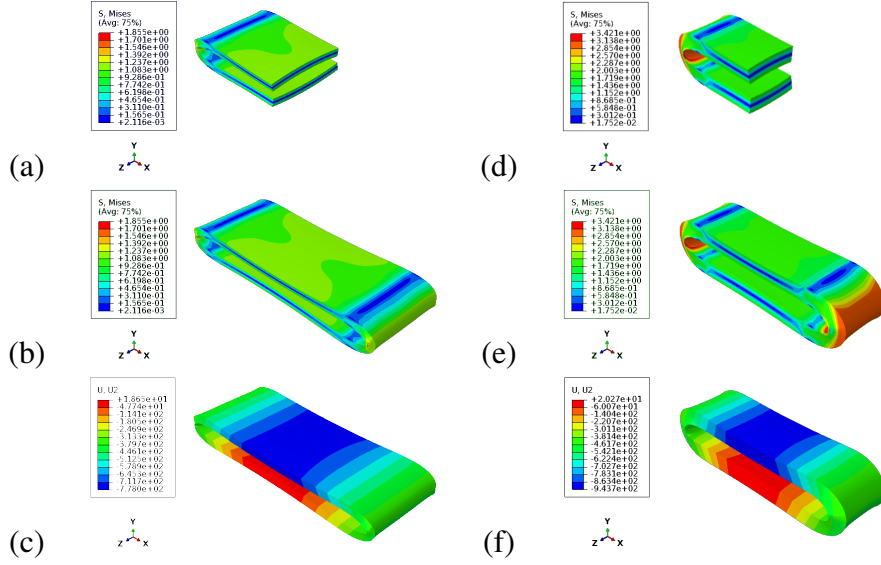 S, Mises
(Avg: 75%)
+1.855e+00
+1.701e+00
+1.546e+00
+1.392e+00
+1.237e+00
+1.083e+00
+9.286e-01
+7.742e-01
+6.198e-01
+4.654e-01
+3.110e-01
+1.565e-01
+2.116e-03
Y
Z X
(a)
S, Mises
(Avg: 75%)
+3.421e+00
+3.138e+00
+2.854e+00
+2.570e+00
+2.287e+00
+2.003e+00
+1.719e+00
+1.436e+00
+1.152e+00
+8.685e-01
+5.848e-01
+3.012e-01
+1.752e-02
Y
Z X
(d)
S, Mises
(Avg: 75%)
+1.855e+00
+1.701e+00
+1.546e+00
+1.392e+00
+1.237e+00
+1.083e+00
+9.286e-01
+7.742e-01
+6.198e-01
+4.654e-01
+3.110e-01
+1.565e-01
+2.116e-03
Y
Z X
(b)
S, Mises
(Avg: 75%)
+3.421e+00
+3.138e+00
+2.854e+00
+2.570e+00
+2.287e+00
+2.003e+00
+1.719e+00
+1.436e+00
+1.152e+00
+8.685e-01
+5.848e-01
+3.012e-01
+1.752e-02
Y
Z X
(e)
U, U2
+1.865e+01
-4.774e+01
-1.141e+02
-1.805e+02
-2.469e+02
-3.133e+02
-3.797e+02
-4.461e+02
-5.125e+02
-5.789e+02
-6.453e+02
-7.117e+02
-7.780e+02
Y
Z X
(c)
U, U2
+2.027e+01
-6.007e+01
-1.404e+02
-2.207e+02
-3.011e+02
-3.814e+02
-4.617e+02
-5.421e+02
-6.224e+02
-7.027e+02
-7.831e+02
-8.634e+02
-9.437e+02
Y
Z X
(f)